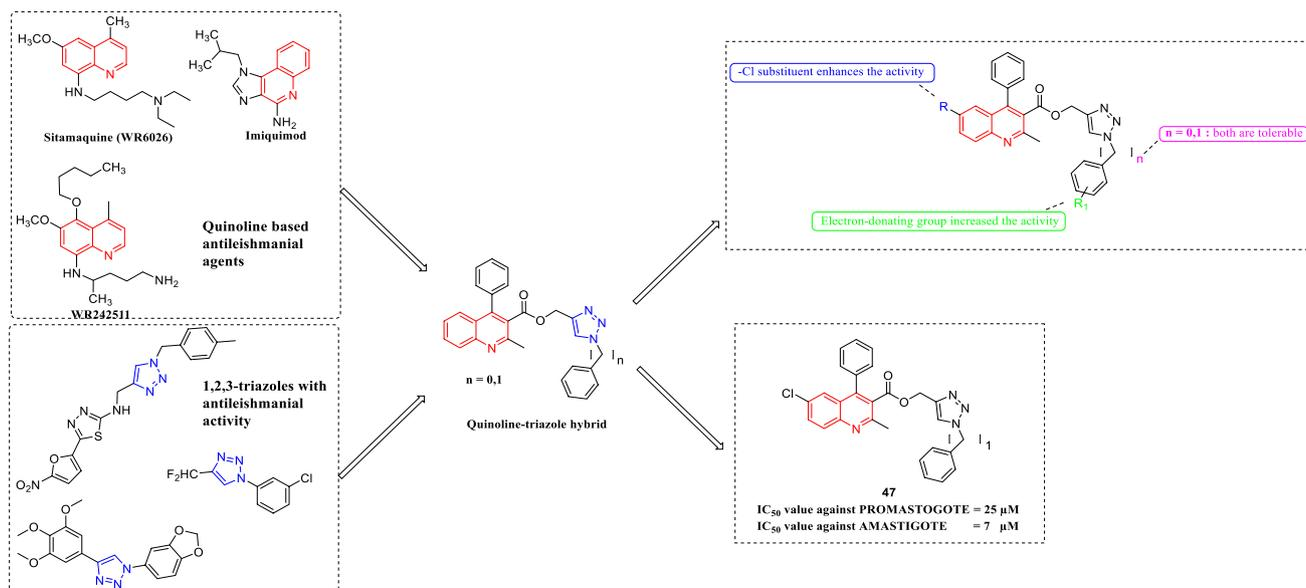 CH3
H3CO
N
HN
N
Sitamaquine (WR6026)
H3C
H3C
N
N
N
NH2
Imiquimod
CH3
O
H3CO
N
HN
NH2
CH3
WR242511
Quinoline based
antileishmanial
agents
N
N
N
NH
N
N
S
O
O2N
1,2,3-triazoles with
antileishmanial
activity
F2HC
N
N
N
Cl
O
O
O
N
N
N
O
O
O
O
N
N
N
N
n
n = 0,1
Quinoline-triazole hybrid
-Cl substituent enhances the activity
R
O
O
N
N
N
N
n
n = 0,1 : both are tolerable
R1
Electron-donating group increased the activity
Cl
O
O
N
N
N
N
1
47
IC50 value against PROMASTOGOTE = 25 µM
IC50 value against AMASTIGOTE = 7 µM